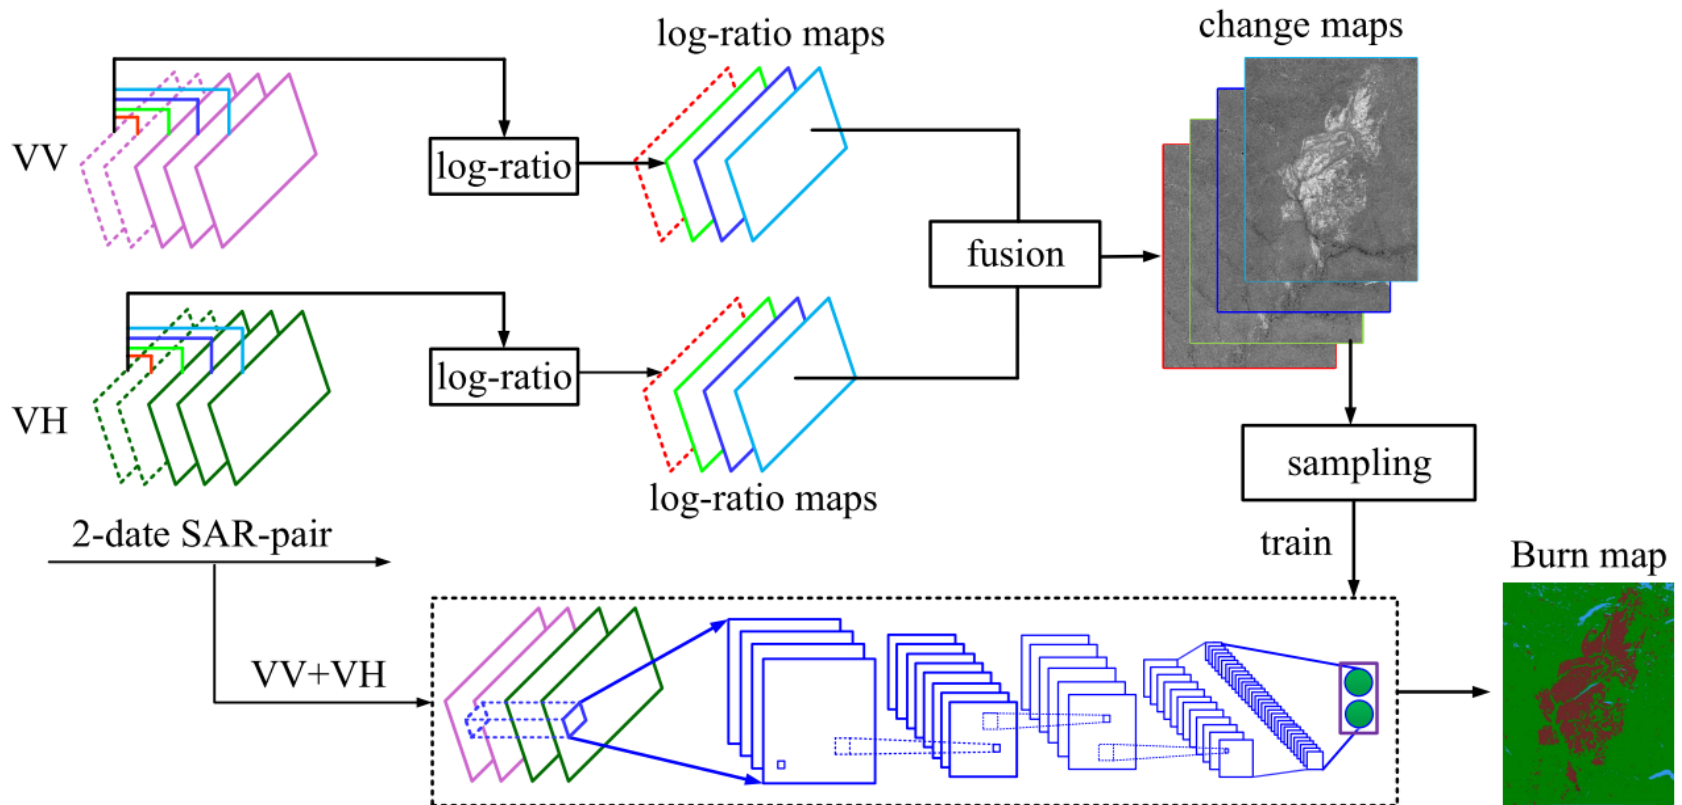 change maps
log-ratio maps
VV
log-ratio
fusion
log-ratio
VH
log-ratio maps
sampling
2-date SAR-pair
train
Burn map
VV+VH